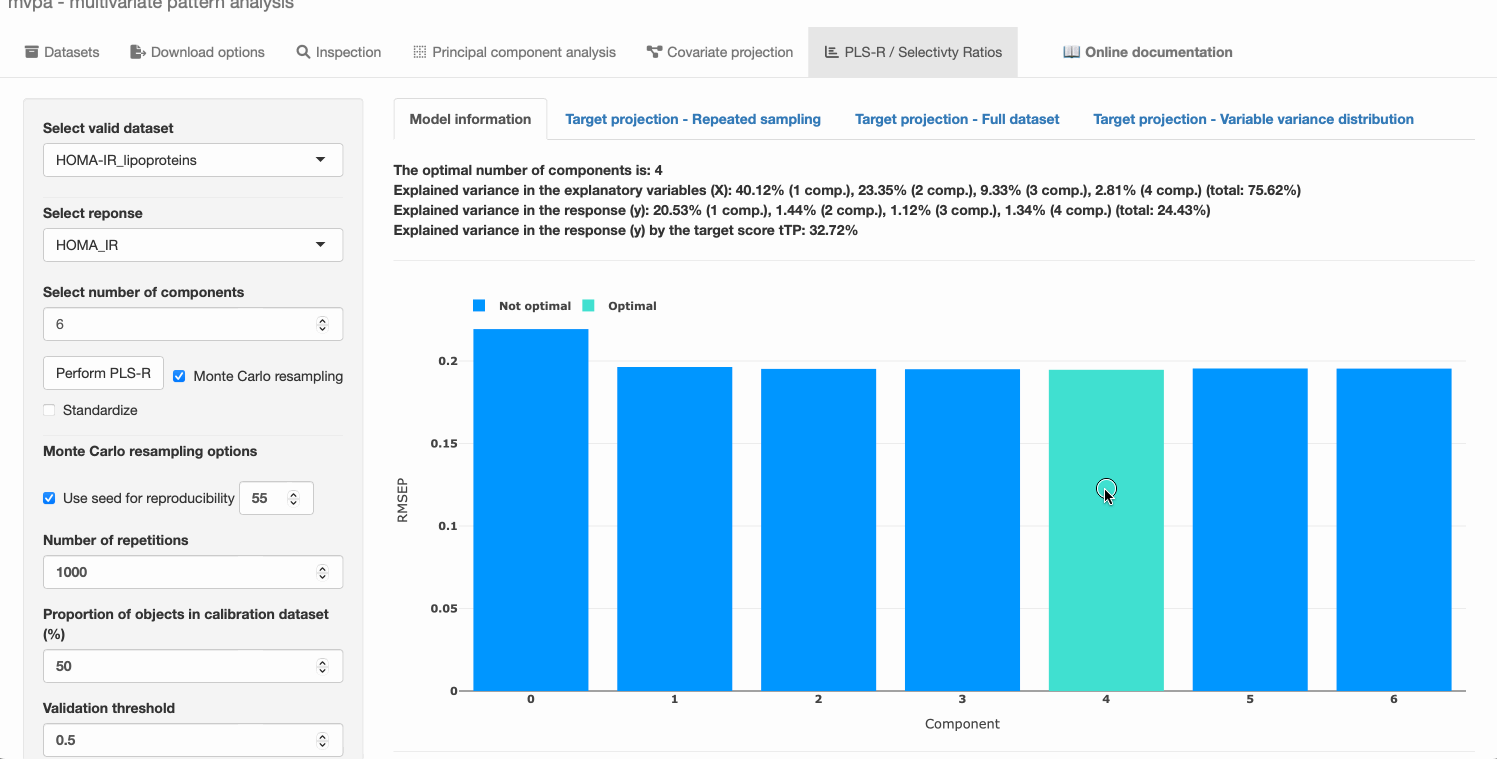 mvpa - multivariate pattern analysis
Datasets Download options Inspection Principal component analysis Covariate projection PLS-R / Selectivty Ratios Online documentation
Select valid dataset
HOMA-IR_lipoproteins
Select reponse
HOMA_IR
Select number of components
6
Perform PLS-R Monte Carlo resampling
Standardize
Monte Carlo resampling options
Use seed for reproducibility 55
Number of repetitions
1000
Proportion of objects in calibration dataset
(%)
50
Validation threshold
0.5
Model information Target projection - Repeated sampling Target projection - Full dataset Target projection - Variable variance distribution
The optimal number of components is: 4
Explained variance in the explanatory variables (X): 40.12% (1 comp.), 23.35% (2 comp.), 9.33% (3 comp.), 2.81% (4 comp.) (total: 75.62%)
Explained variance in the response (y): 20.53% (1 comp.), 1.44% (2 comp.), 1.12% (3 comp.), 1.34% (4 comp.) (total: 24.43%)
Explained variance in the response (y) by the target score tTP: 32.72%
Not optimal Optimal
0.2
0.15
0.1
0.05
0
RMSEP
0 1 2 3 4 5 6
Component